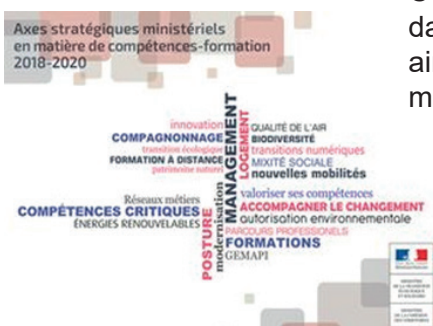 Axes stratégiques ministériels
en matière de compétences-formation
2018-2020
da
ai
m
innovation
COMPAGNONNAGE
transition écologique
FORMATION À DISTANCE
patrimoine naturel
MANAGEMENT
LOGEMENT
QUALITÉ DE L'AIR
BIODIVERSITÉ
transitions numériques
MIXITÉ SOCIALE
nouvelles mobilités
Réseaux métiers
COMPÉTENCES CRITIQUES
ÉNERGIES RENOUVELABLES
POSTURE
modernisation
valoriser ses compétences
ACCOMPAGNER LE CHANGEMENT
autorisation environnementale
PARCOURS PROFESSIONNELS
FORMATIONS
GEMAPI